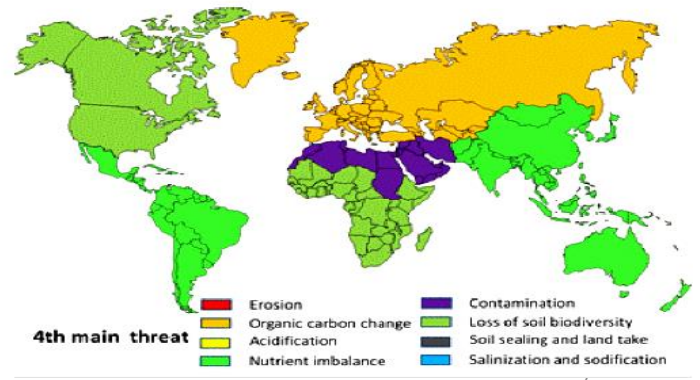 4th main threat
Erosion
Organic carbon change
Acidification
Nutrient imbalance
Contamination
Loss of soil biodiversity
Soil sealing and land take
Salinization and sodification